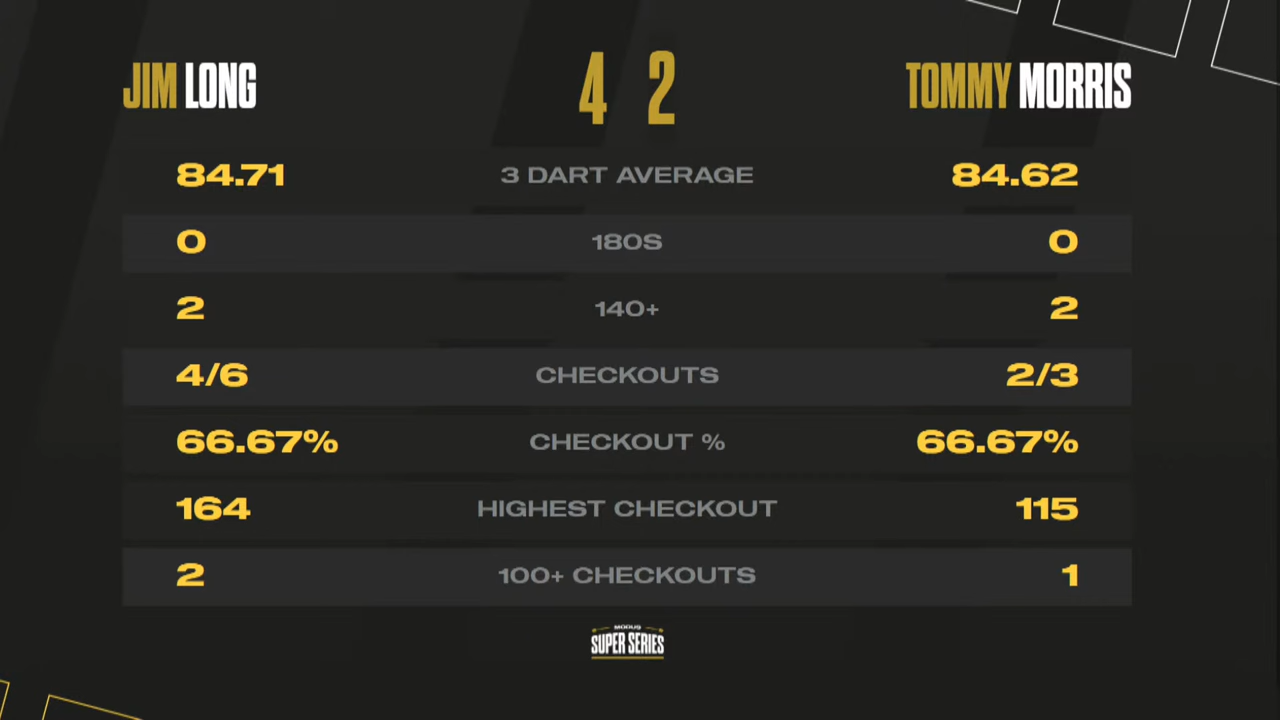 JIM LONG 4 2 TOMMY MORRIS
84.71 3 DART AVERAGE 84.62
0 180S 0
2 140+ 2
4/6 CHECKOUTS 2/3
66.67% CHECKOUT % 66.67%
164 HIGHEST CHECKOUT 115
2 100+ CHECKOUTS 1
MODUS
SUPER SERIES